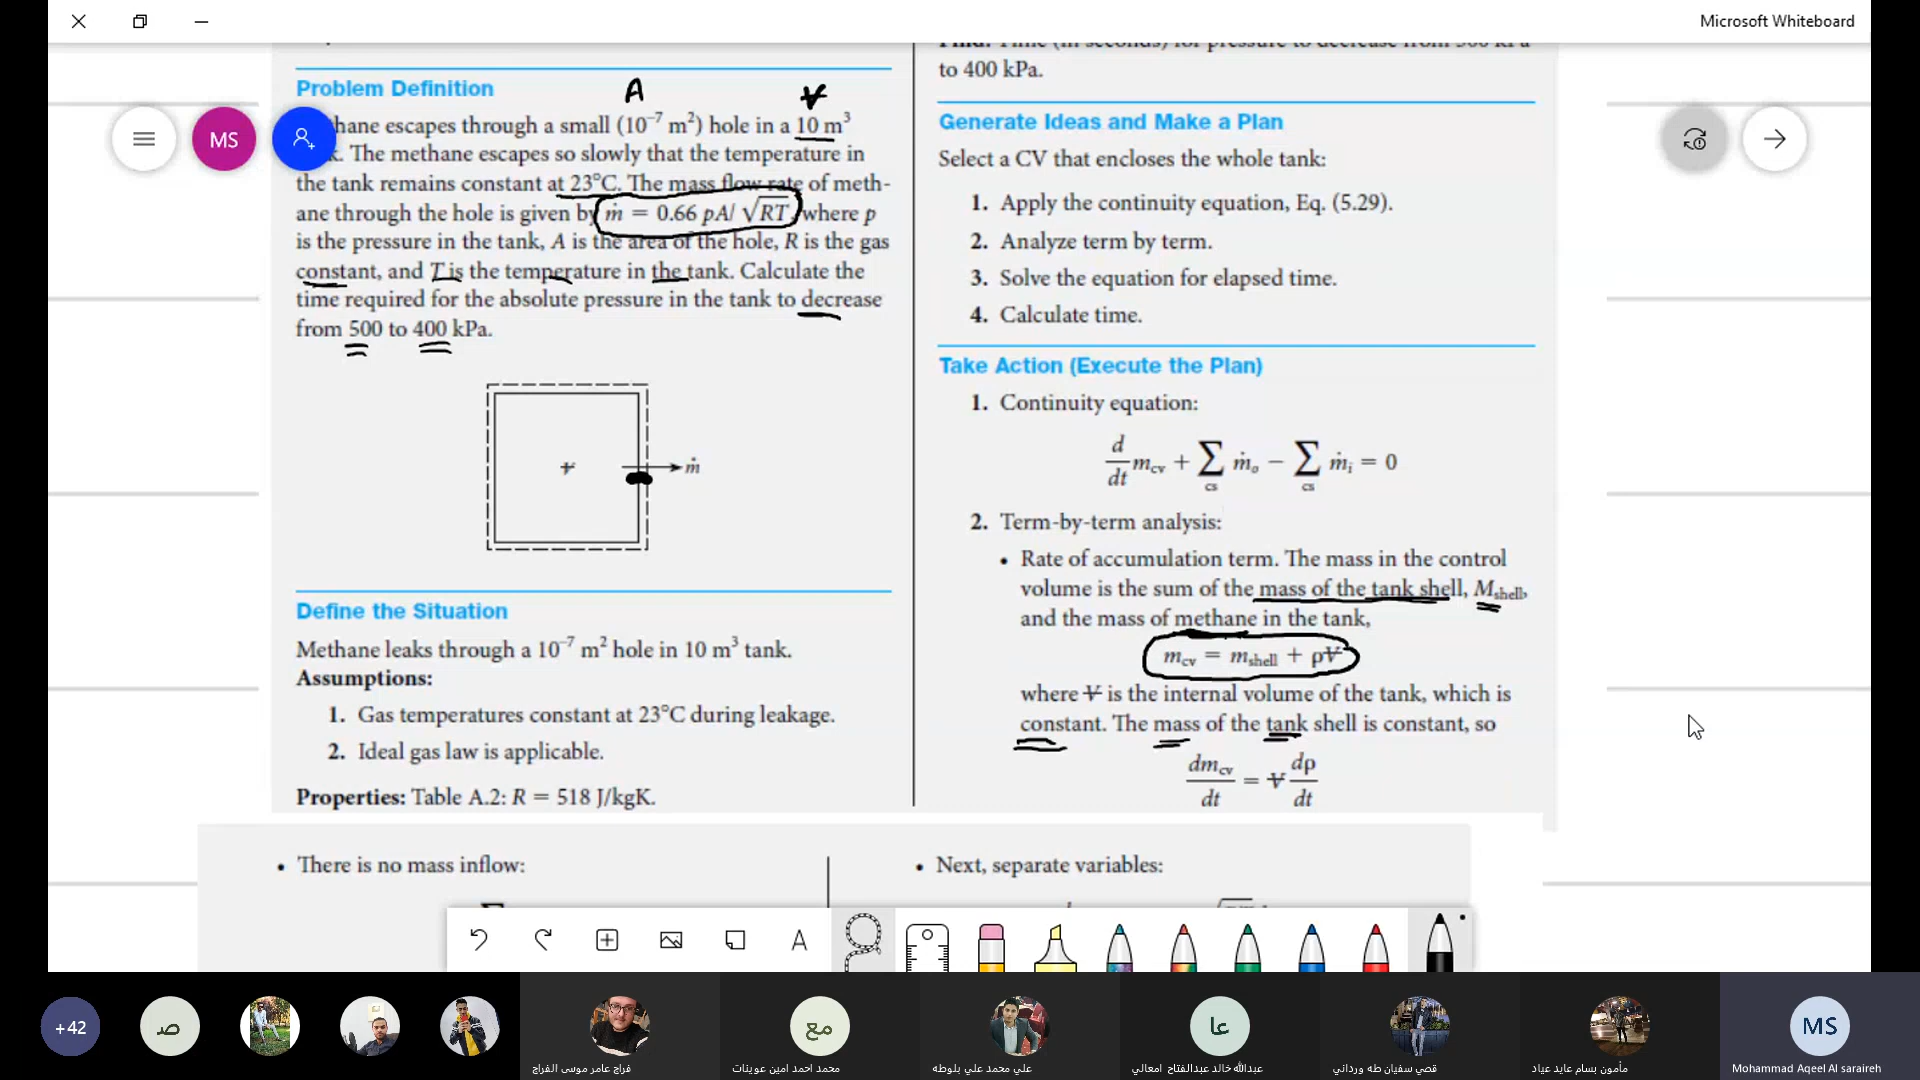 Microsoft Whiteboard
Problem Definition
A
V
hane escapes through a small (10⁻⁷ m²) hole in a 10 m³
k. The methane escapes so slowly that the temperature in
the tank remains constant at 23°C. The mass flow rate of meth-
ane through the hole is given by ṁ = 0.66 pA/ √RT, where p
is the pressure in the tank, A is the area of the hole, R is the gas
constant, and T is the temperature in the tank. Calculate the
time required for the absolute pressure in the tank to decrease
from 500 to 400 kPa.
V
ṁ
Define the Situation
Methane leaks through a 10⁻⁷ m² hole in 10 m³ tank.
Assumptions:
1. Gas temperatures constant at 23°C during leakage.
2. Ideal gas law is applicable.
Properties: Table A.2: R = 518 J/kgK.
to 400 kPa.
Generate Ideas and Make a Plan
Select a CV that encloses the whole tank:
1. Apply the continuity equation, Eq. (5.29).
2. Analyze term by term.
3. Solve the equation for elapsed time.
4. Calculate time.
Take Action (Execute the Plan)
1. Continuity equation:
d/dt m_cv + Σ_cs ṁ_o − Σ_cs ṁ_i = 0
2. Term-by-term analysis:
• Rate of accumulation term. The mass in the control
volume is the sum of the mass of the tank shell, M_shell,
and the mass of methane in the tank,
m_cv = m_shell + ρV
where V is the internal volume of the tank, which is
constant. The mass of the tank shell is constant, so
dm_cv/dt = V dρ/dt
• There is no mass inflow:
• Next, separate variables:
MS
+42
صـ
مع
عا
MS
فراج عامر موسى الفراج
محمد احمد امين عوينات
علي محمد علي بلوطه
عبدالله خالد عبدالفتاح امعالي
قصي سفيان طه ورداني
مأمون بسام عايد عياد
Mohammad Aqeel Al saraireh